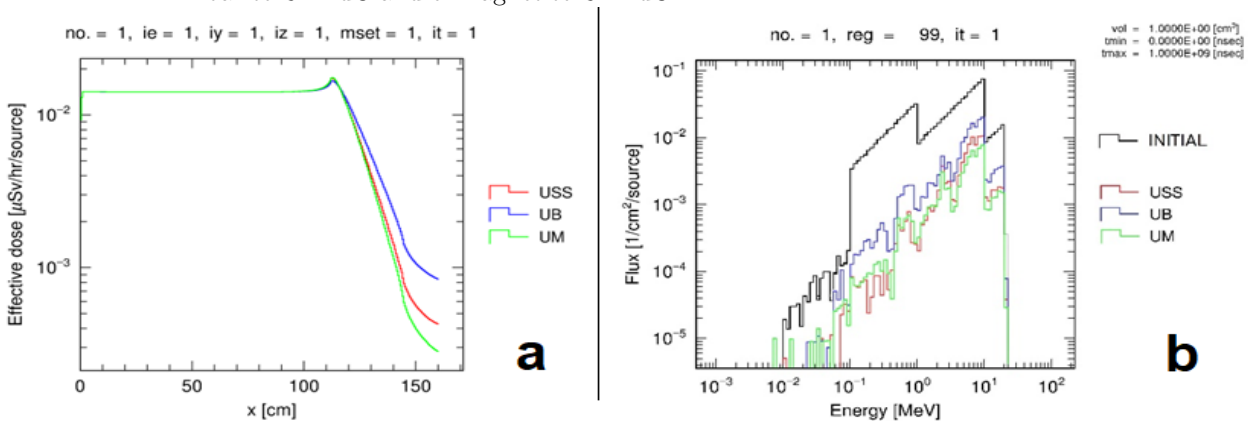 no. = 1, ie = 1, iy = 1, iz = 1, mset = 1, it = 1
10⁻²
10⁻³
Effective dose [μSv/hr/source]
0 50 100 150
x [cm]
USS
UB
UM
a
no. = 1, reg = 99, it = 1
vol = 1.0000E+00 [cm³]
tmin = 0.0000E+00 [nsec]
tmax = 1.0000E+09 [nsec]
10⁻¹
10⁻²
10⁻³
10⁻⁴
10⁻⁵
Flux [1/cm²/source]
10⁻³ 10⁻² 10⁻¹ 10⁰ 10¹ 10²
Energy [MeV]
INITIAL
USS
UB
UM
b